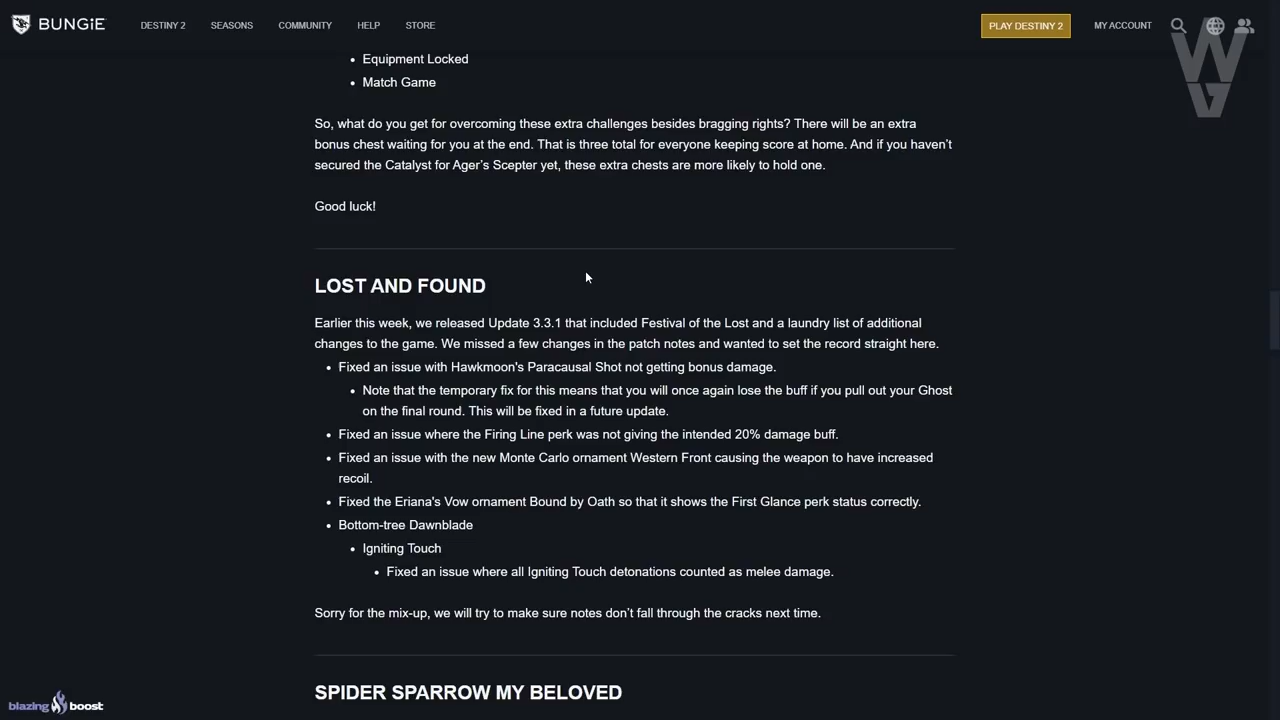 BUNGiE
DESTINY 2
SEASONS
COMMUNITY
HELP
STORE
PLAY DESTINY 2
MY ACCOUNT
• Equipment Locked
• Match Game
So, what do you get for overcoming these extra challenges besides bragging rights? There will be an extra
bonus chest waiting for you at the end. That is three total for everyone keeping score at home. And if you haven’t
secured the Catalyst for Ager’s Scepter yet, these extra chests are more likely to hold one.
Good luck!
LOST AND FOUND
Earlier this week, we released Update 3.3.1 that included Festival of the Lost and a laundry list of additional
changes to the game. We missed a few changes in the patch notes and wanted to set the record straight here.
• Fixed an issue with Hawkmoon's Paracausal Shot not getting bonus damage.
• Note that the temporary fix for this means that you will once again lose the buff if you pull out your Ghost
on the final round. This will be fixed in a future update.
• Fixed an issue where the Firing Line perk was not giving the intended 20% damage buff.
• Fixed an issue with the new Monte Carlo ornament Western Front causing the weapon to have increased
recoil.
• Fixed the Eriana's Vow ornament Bound by Oath so that it shows the First Glance perk status correctly.
• Bottom-tree Dawnblade
• Igniting Touch
• Fixed an issue where all Igniting Touch detonations counted as melee damage.
Sorry for the mix-up, we will try to make sure notes don’t fall through the cracks next time.
SPIDER SPARROW MY BELOVED
blazing boost